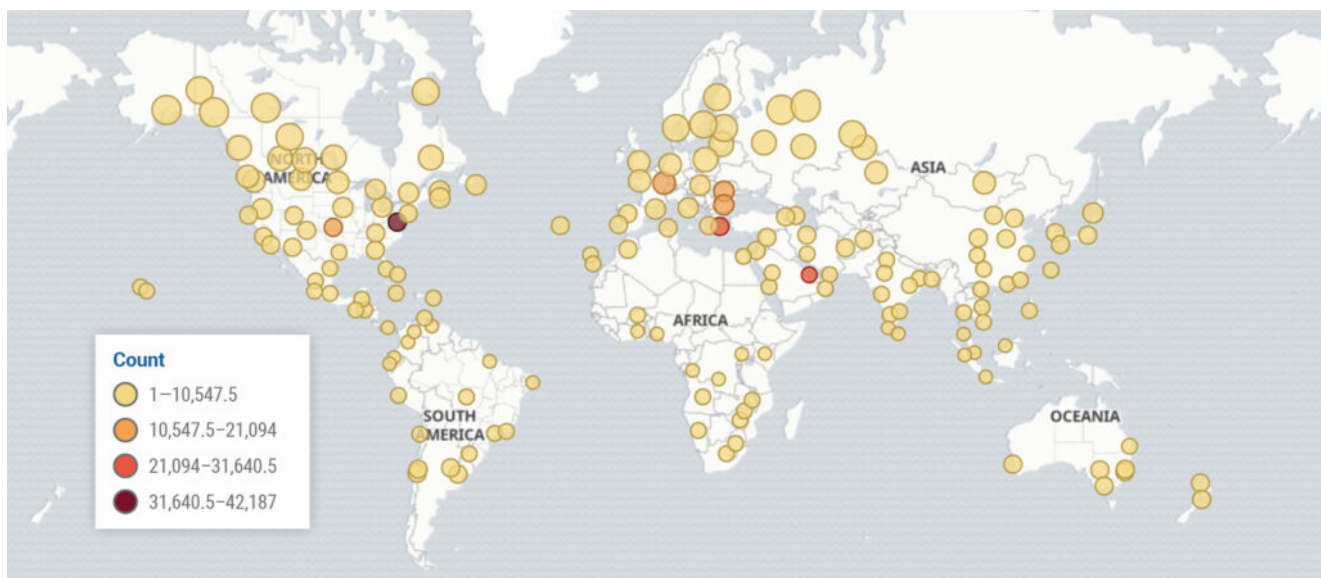 NORTH
AMERICA
ASIA
AFRICA
SOUTH
AMERICA
OCEANIA
Count
1–10,547.5
10,547.5–21,094
21,094–31,640.5
31,640.5–42,187